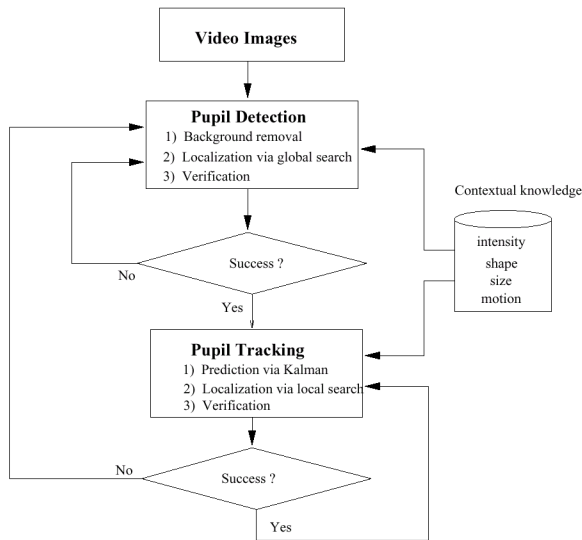 Video Images
Pupil Detection
1) Background removal
2) Localization via global search
3) Verification
Contextual knowledge
intensity
shape
size
motion
Success ?
No
Yes
Pupil Tracking
1) Prediction via Kalman
2) Localization via local search
3) Verification
No
Success ?
Yes